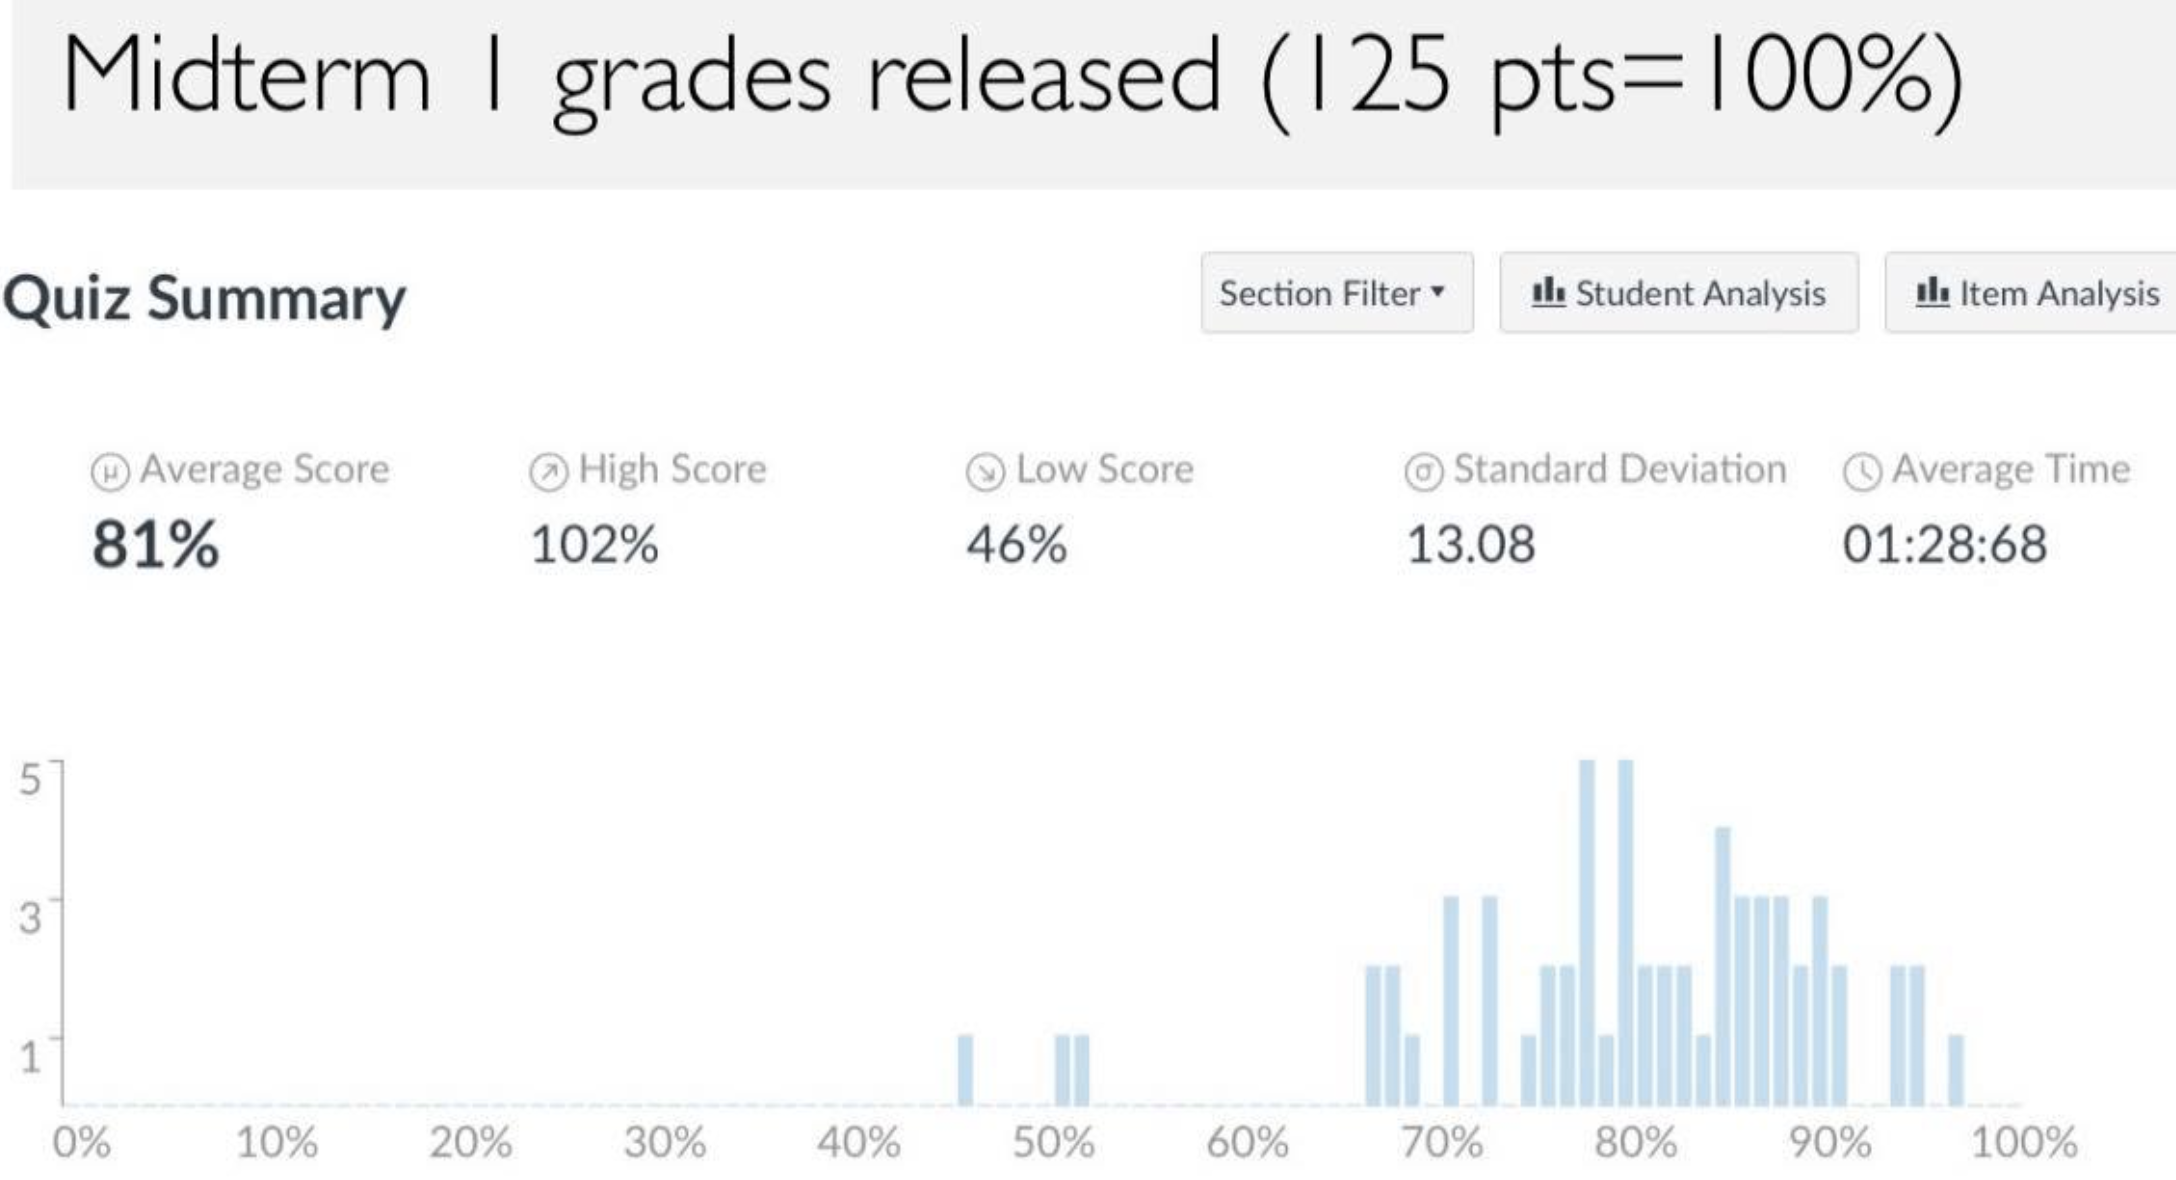 Midterm 1 grades released (125 pts=100%)
Quiz Summary
Section Filter ▾ Student Analysis Item Analysis
μ Average Score High Score Low Score σ Standard Deviation Average Time
81% 102% 46% 13.08 01:28:68
5
3
1
0% 10% 20% 30% 40% 50% 60% 70% 80% 90% 100%